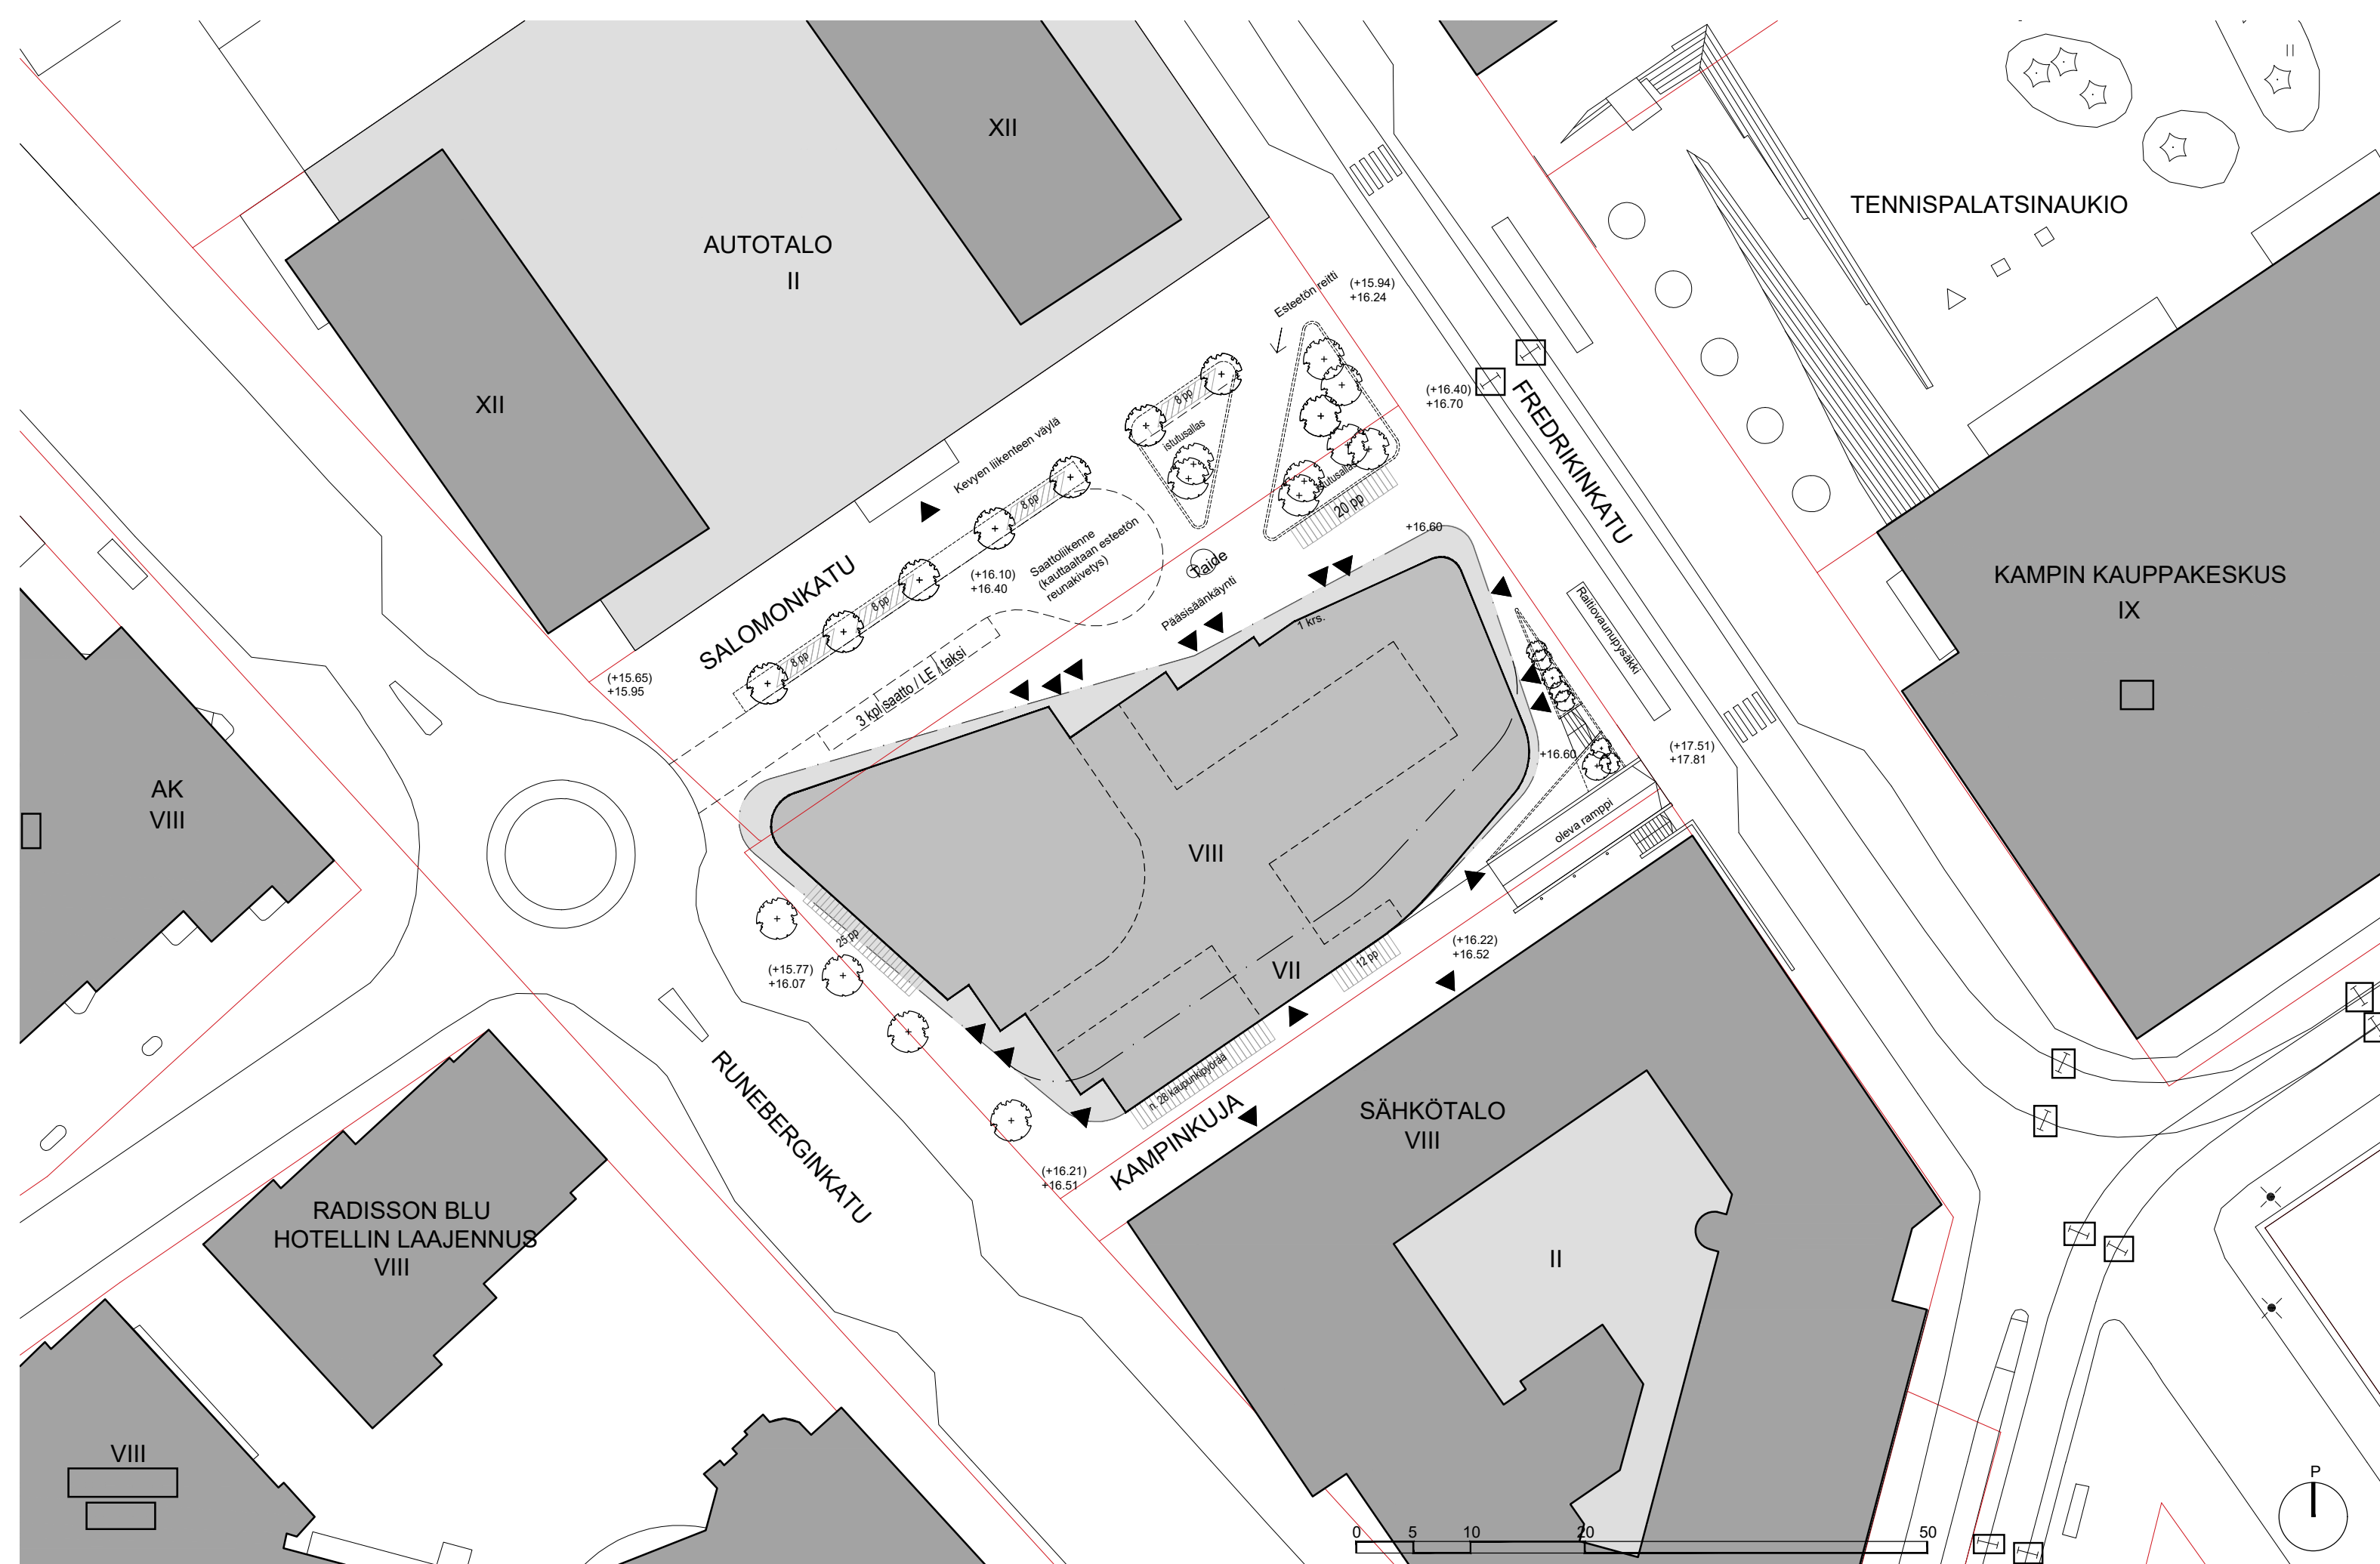 XII
TENNISPALATSINAUKIO
AUTOTALO
II
Esteetön reitti
(+15.94)
+16.24
XII
8 pp
(+16.40)
+16.70
FREDRIKINKATU
istutusallas
Kevyen liikenteen väylä
istutusallas
8 pp
20 pp
Saattoliikenne
(kauttaaltaan esteetön
reunakivetys)
+16.60
Taide
(+16.10)
+16.40
8 pp
Pääsisäänkäynti
1 krs.
Raitiovaunupysäkki
KAMPIN KAUPPAKESKUS
IX
SALOMONKATU
8 pp
3 kpl saatto / LE / taksi
(+15.65)
+15.95
+16.60
(+17.51)
+17.81
AK
VIII
oleva ramppi
VIII
25 pp
(+15.77)
+16.07
VII
12 pp
(+16.22)
+16.52
n. 28 kaupunkipyörää
RUNEBERGINKATU
KAMPINKUJA
SÄHKÖTALO
VIII
(+16.21)
+16.51
RADISSON BLU
HOTELLIN LAAJENNUS
VIII
II
VIII
P
0 5 10 20 50